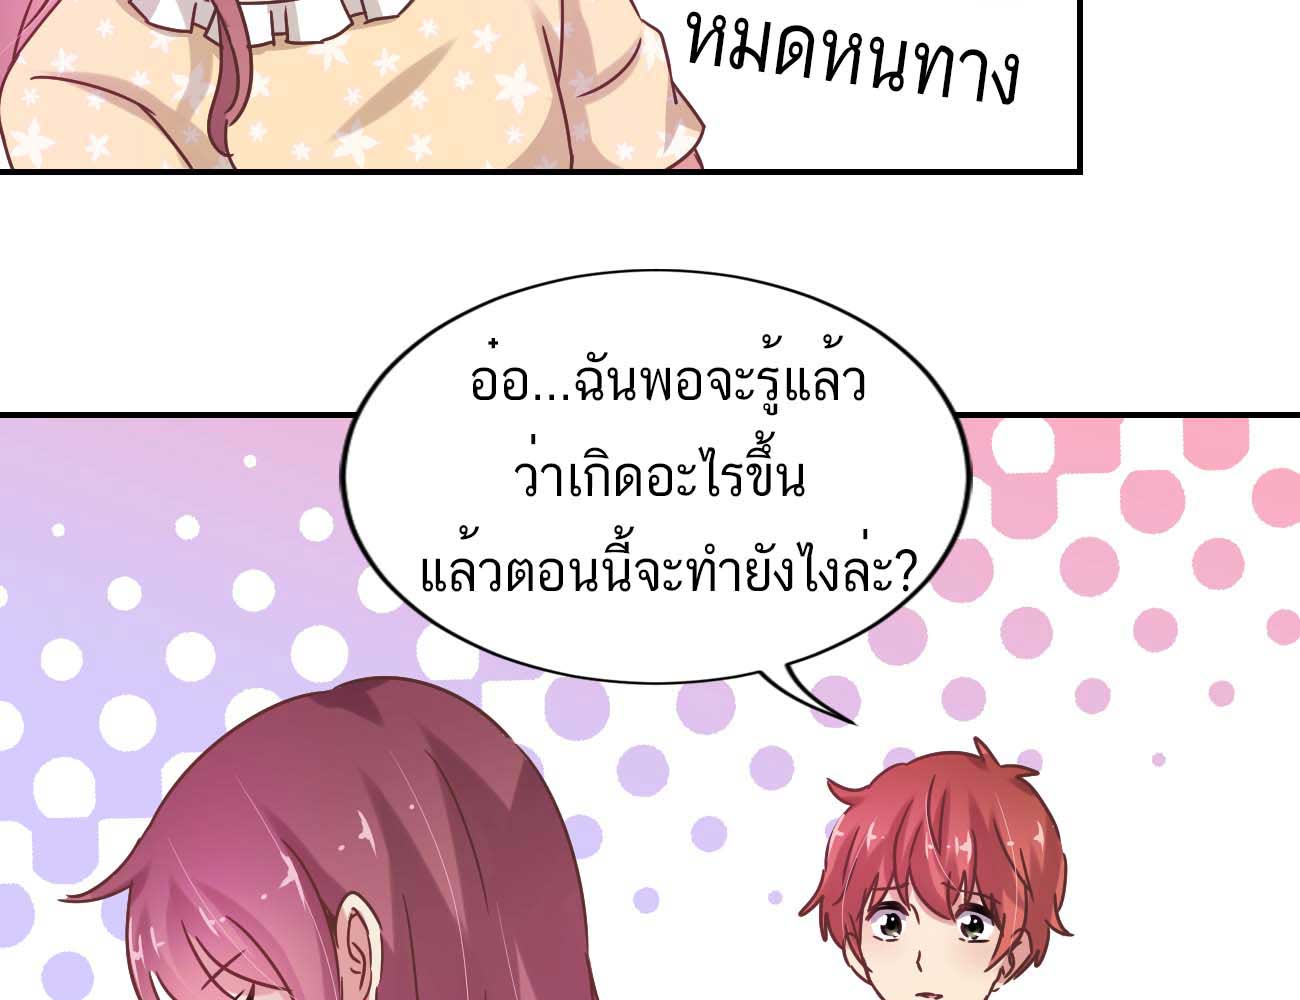 หมดหนทาง
อ๋อ...ฉันพอจะรู้แล้ว
ว่าเกิดอะไรขึ้น
แล้วตอนนี้จะทำยังไงล่ะ?